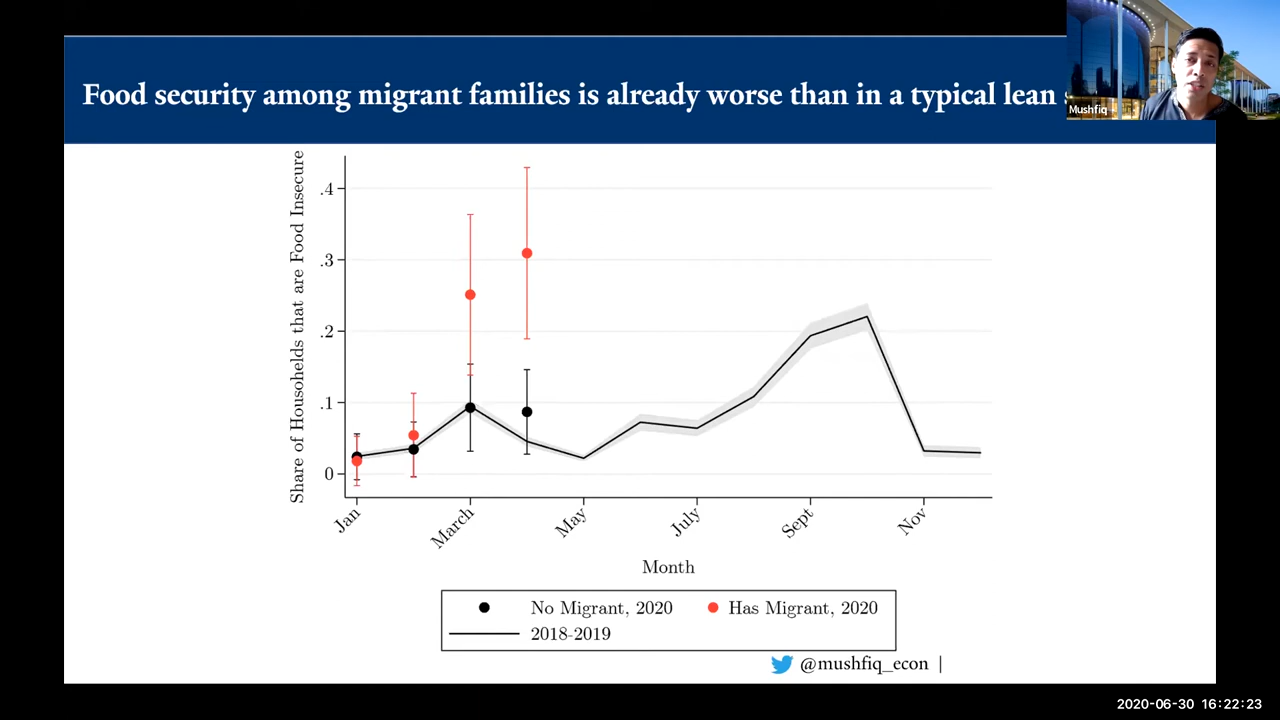 Food security among migrant families is already worse than in a typical lean
Mushfiq
Share of Households that are Food Insecure
.4
.3
.2
.1
0
Jan
March
May
July
Sept
Nov
Month
No Migrant, 2020
Has Migrant, 2020
2018-2019
@mushfiq_econ |
2020-06-30 16:22:23